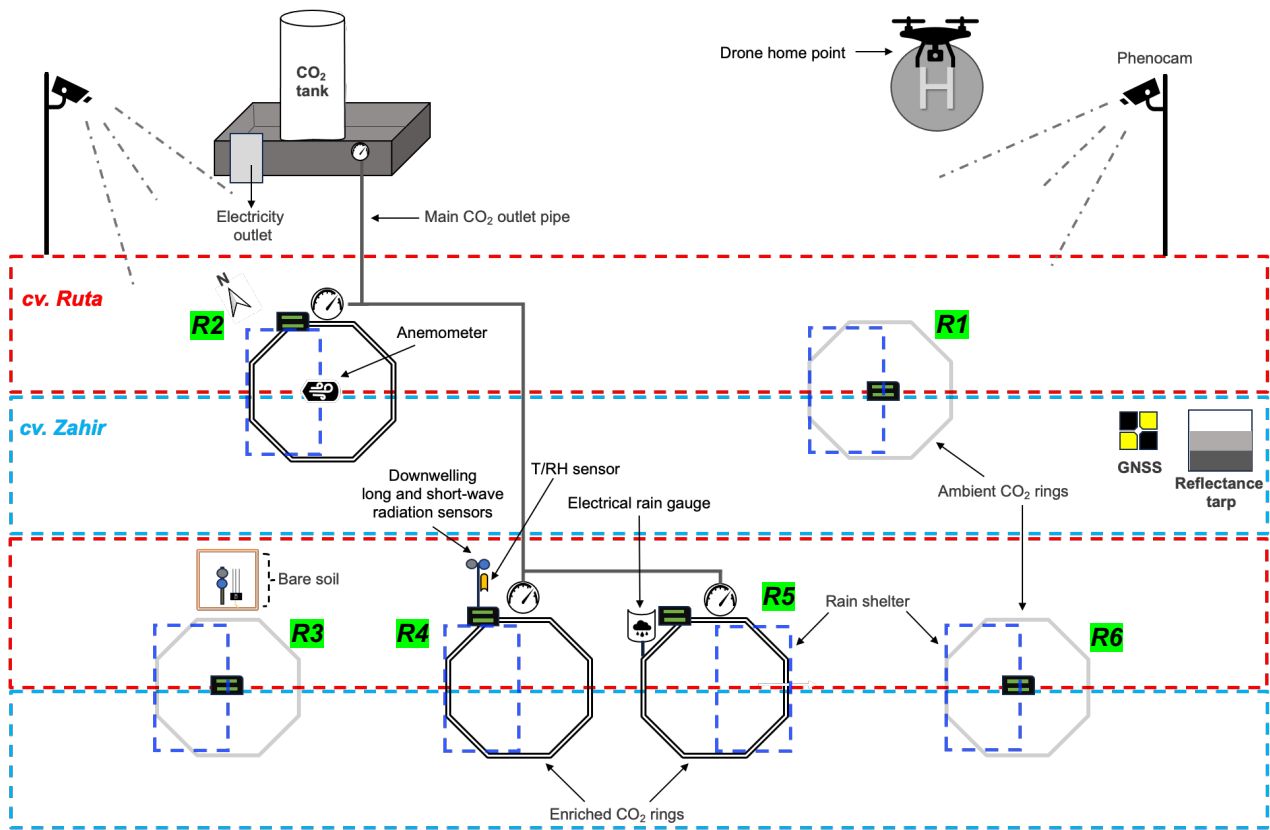 CO₂
tank
Drone home point
H
Phenocam
Electricity
outlet
Main CO₂ outlet pipe
cv. Ruta
N
R2
Anemometer
R1
cv. Zahir
GNSS
Reflectance
tarp
Downwelling
long and short-wave
radiation sensors
T/RH sensor
Electrical rain gauge
Ambient CO₂ rings
Bare soil
R3
R4
R5
Rain shelter
R6
Enriched CO₂ rings